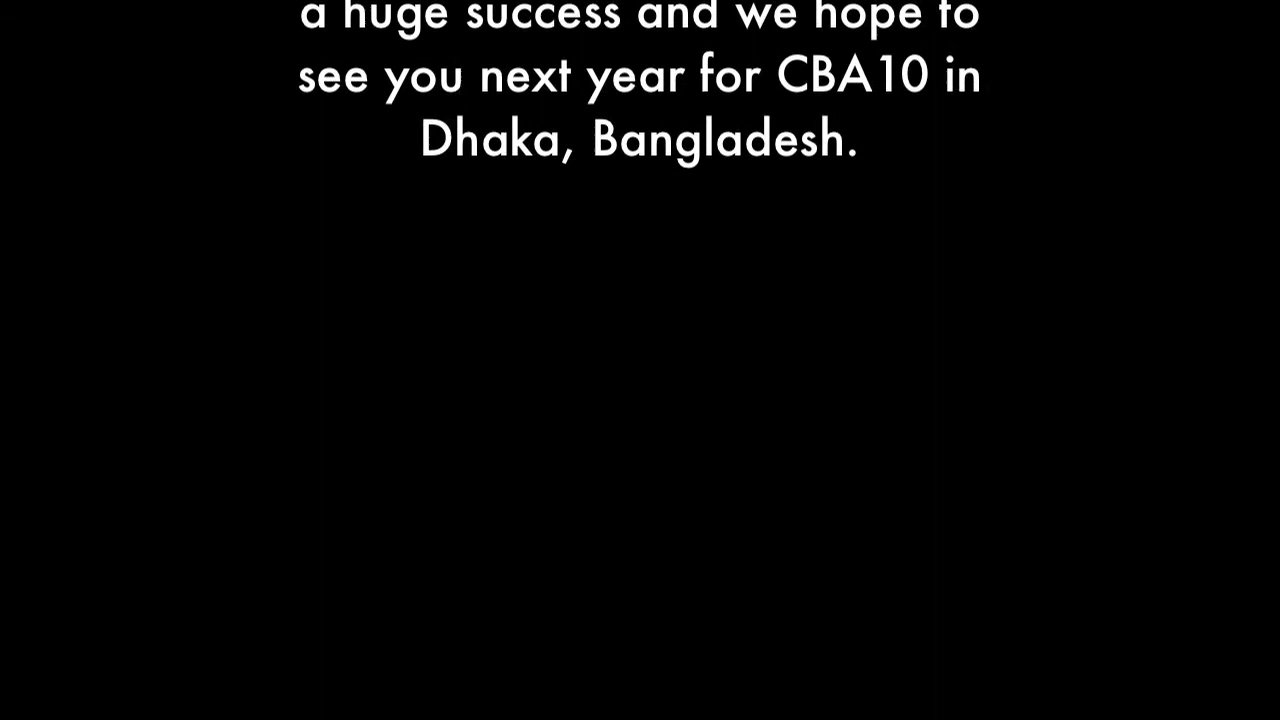 a huge success and we hope to
see you next year for CBA10 in
Dhaka, Bangladesh.